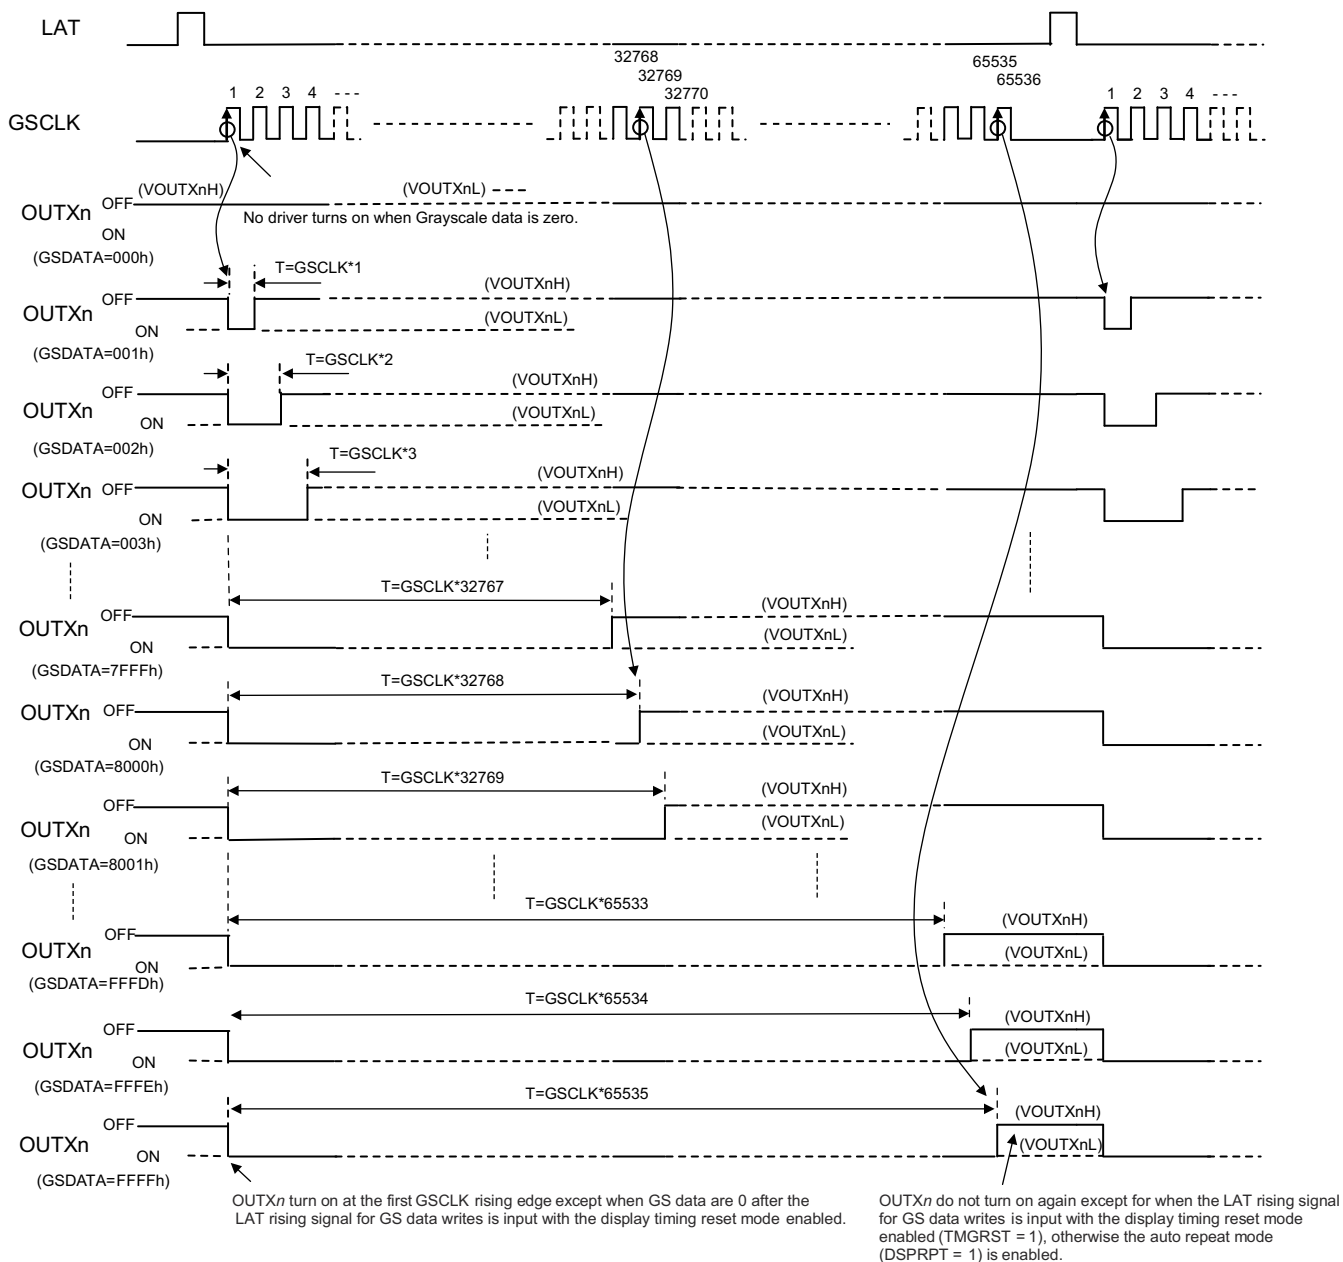 LAT
32768
32769
32770
65535
65536
GSCLK
1 2 3 4
1 2 3 4
OUTXn
OFF
(VOUTXnH)
(VOUTXnL)
ON
No driver turns on when Grayscale data is zero.
(GSDATA=000h)
T=GSCLK*1
OUTXn
OFF
(VOUTXnH)
ON
(VOUTXnL)
(GSDATA=001h)
T=GSCLK*2
OUTXn
OFF
(VOUTXnH)
ON
(VOUTXnL)
(GSDATA=002h)
T=GSCLK*3
OUTXn
OFF
(VOUTXnH)
ON
(VOUTXnL)
(GSDATA=003h)
T=GSCLK*32767
OUTXn
OFF
(VOUTXnH)
ON
(VOUTXnL)
(GSDATA=7FFFh)
T=GSCLK*32768
OUTXn
OFF
(VOUTXnH)
ON
(VOUTXnL)
(GSDATA=8000h)
T=GSCLK*32769
OUTXn
OFF
(VOUTXnH)
ON
(VOUTXnL)
(GSDATA=8001h)
T=GSCLK*65533
OUTXn
OFF
(VOUTXnH)
ON
(VOUTXnL)
(GSDATA=FFFDh)
T=GSCLK*65534
OUTXn
OFF
(VOUTXnH)
ON
(VOUTXnL)
(GSDATA=FFFEh)
T=GSCLK*65535
OUTXn
OFF
(VOUTXnH)
ON
(VOUTXnL)
(GSDATA=FFFFh)
OUTXn turn on at the first GSCLK rising edge except when GS data are 0 after the
LAT rising signal for GS data writes is input with the display timing reset mode enabled.
OUTXn do not turn on again except for when the LAT rising signal
for GS data writes is input with the display timing reset mode
enabled (TMGRST = 1), otherwise the auto repeat mode
(DSPRPT = 1) is enabled.